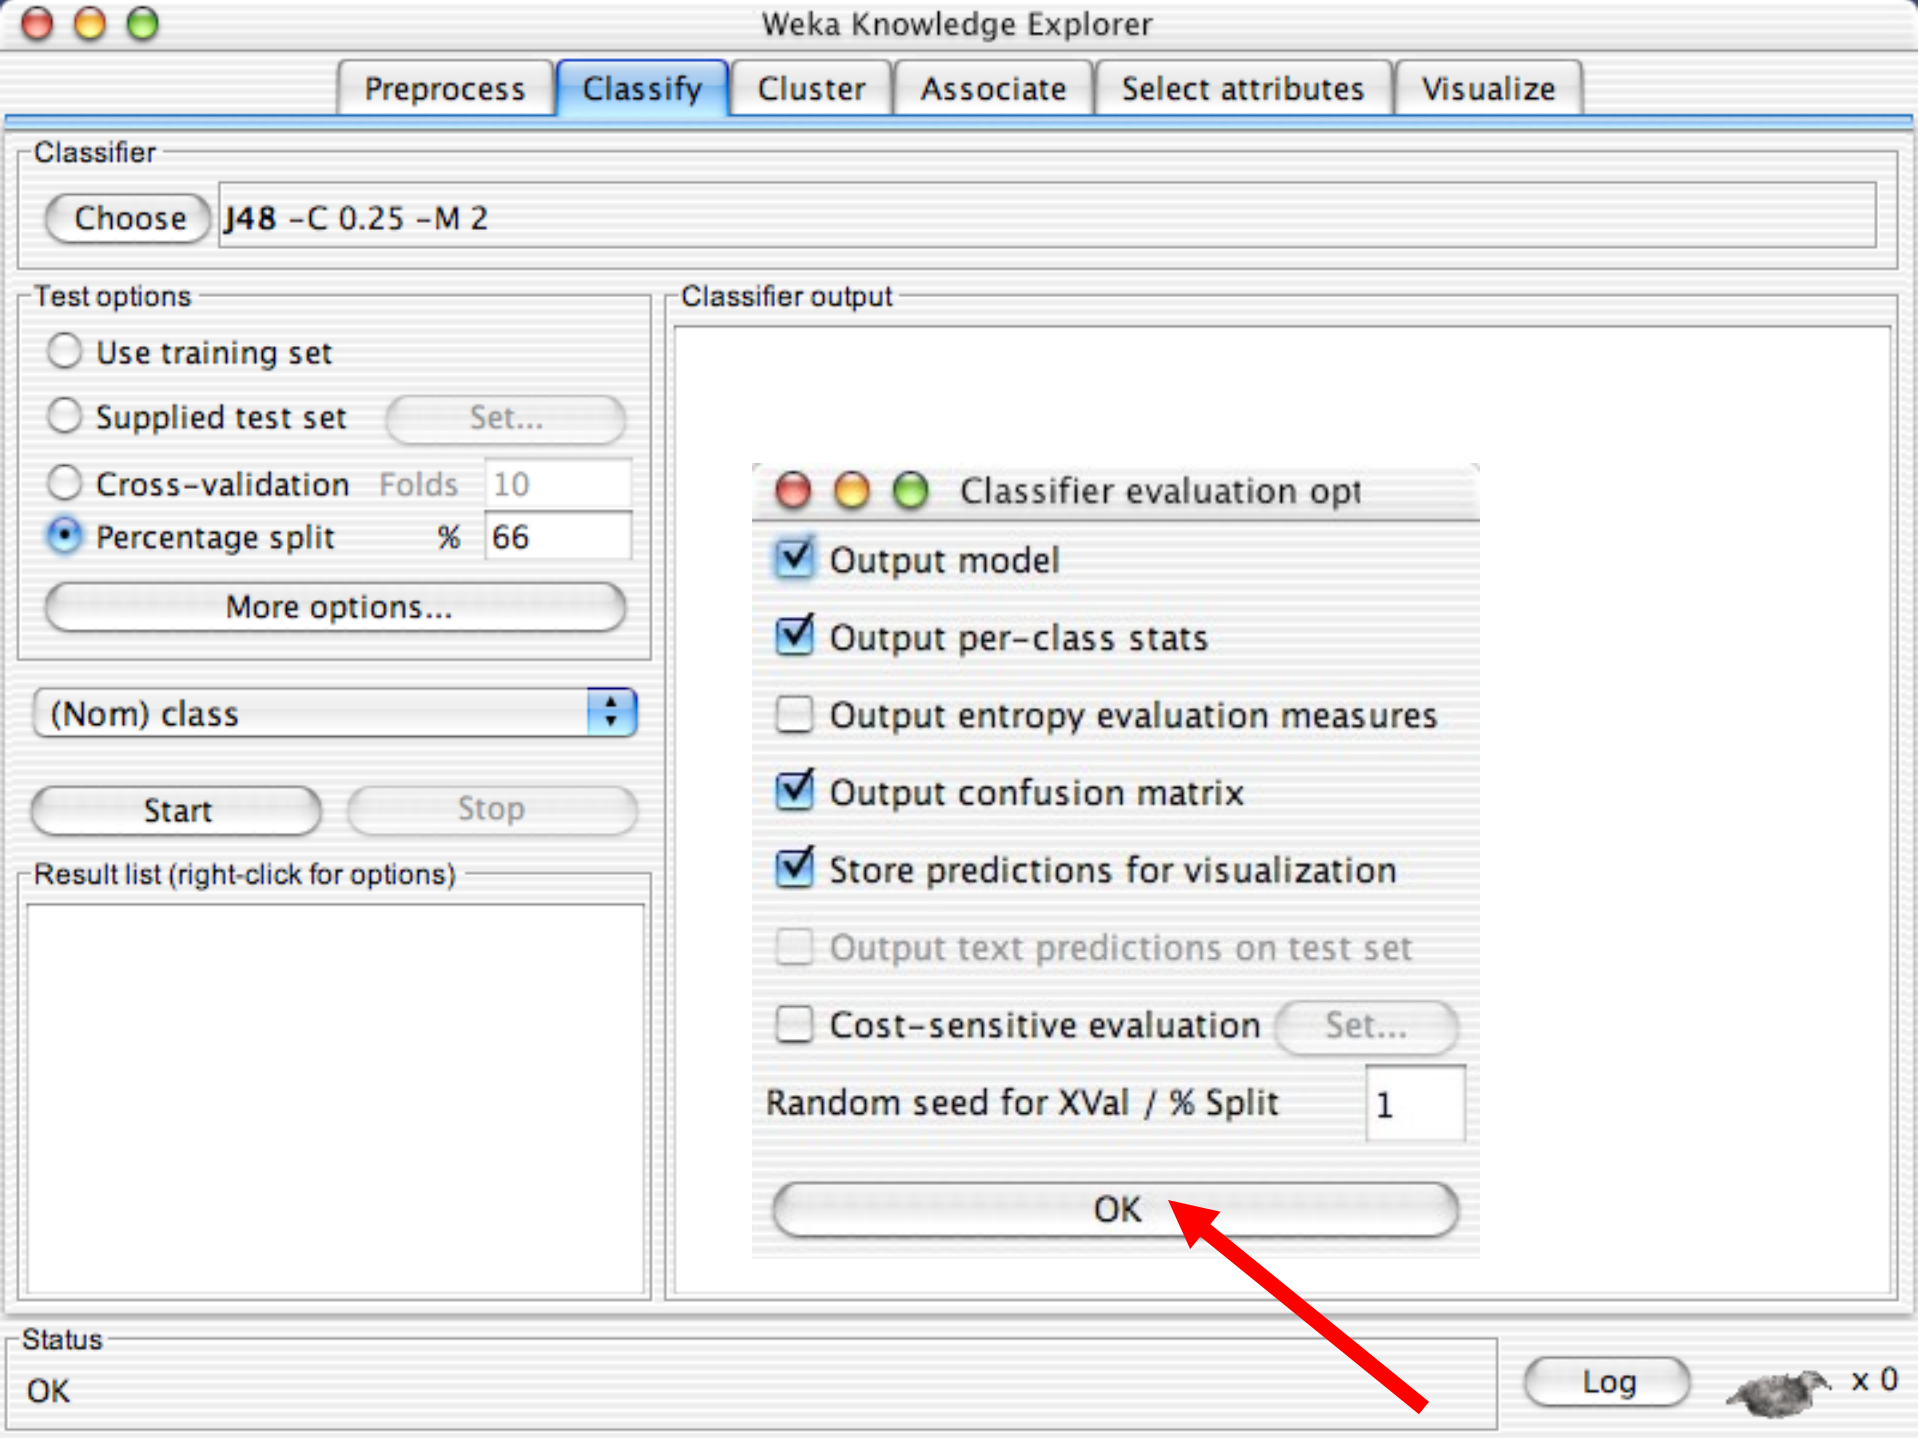 Weka Knowledge Explorer
Preprocess Classify Cluster Associate Select attributes Visualize
Classifier
Choose J48 -C 0.25 -M 2
Test options
Use training set
Supplied test set Set...
Cross-validation Folds 10
Percentage split % 66
More options...
(Nom) class
Start Stop
Result list (right-click for options)
Classifier output
Classifier evaluation opt
Output model
Output per-class stats
Output entropy evaluation measures
Output confusion matrix
Store predictions for visualization
Output text predictions on test set
Cost-sensitive evaluation Set...
Random seed for XVal / % Split 1
OK
Status
OK
Log x 0